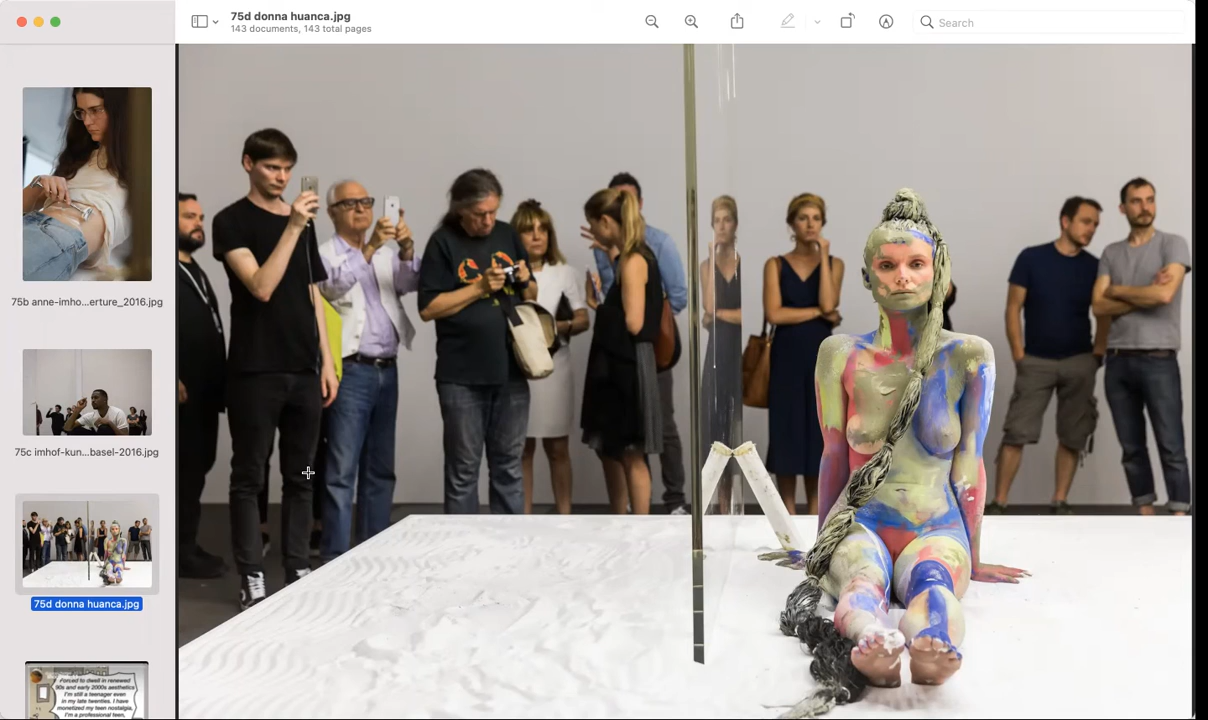 75d donna huanca.jpg
143 documents, 143 total pages
Search
75b anne-imho...erture_2016.jpg
75c imhof-kun...basel-2016.jpg
75d donna huanca.jpg
Forced to dwell in renewed
90s and early 2000s aesthetics
I'm still a teenager even
in my late twenties. I have
monetized my teen nostalgia,
I'm a professional teen,